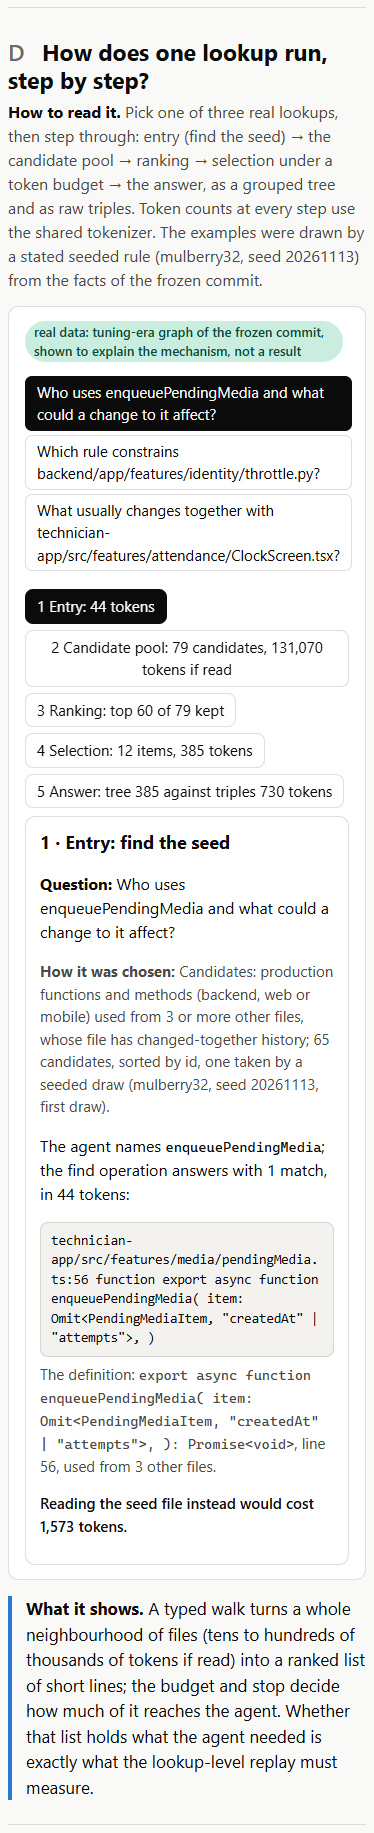 D How does one lookup run,
step by step?
How to read it. Pick one of three real lookups,
then step through: entry (find the seed) → the
candidate pool → ranking → selection under a
token budget → the answer, as a grouped tree
and as raw triples. Token counts at every step use
the shared tokenizer. The examples were drawn by
a stated seeded rule (mulberry32, seed 20261113)
from the facts of the frozen commit.
real data: tuning-era graph of the frozen commit,
shown to explain the mechanism, not a result
Who uses enqueuePendingMedia and what
could a change to it affect?
Which rule constrains
backend/app/features/identity/throttle.py?
What usually changes together with
technician-
app/src/features/attendance/ClockScreen.tsx?
1 Entry: 44 tokens
2 Candidate pool: 79 candidates, 131,070
tokens if read
3 Ranking: top 60 of 79 kept
4 Selection: 12 items, 385 tokens
5 Answer: tree 385 against triples 730 tokens
1 · Entry: find the seed
Question: Who uses
enqueuePendingMedia and what could a
change to it affect?
How it was chosen: Candidates: production
functions and methods (backend, web or
mobile) used from 3 or more other files,
whose file has changed-together history; 65
candidates, sorted by id, one taken by a
seeded draw (mulberry32, seed 20261113,
first draw).
The agent names enqueuePendingMedia;
the find operation answers with 1 match,
in 44 tokens:
technician-
app/src/features/media/pendingMedia.
ts:56 function export async function
enqueuePendingMedia( item:
Omit<PendingMediaItem, "createdAt" |
"attempts">, )
The definition: export async function
enqueuePendingMedia( item:
Omit<PendingMediaItem, "createdAt"
| "attempts">, ): Promise<void>, line
56, used from 3 other files.
Reading the seed file instead would cost
1,573 tokens.
What it shows. A typed walk turns a whole
neighbourhood of files (tens to hundreds of
thousands of tokens if read) into a ranked list
of short lines; the budget and stop decide
how much of it reaches the agent. Whether
that list holds what the agent needed is
exactly what the lookup-level replay must
measure.